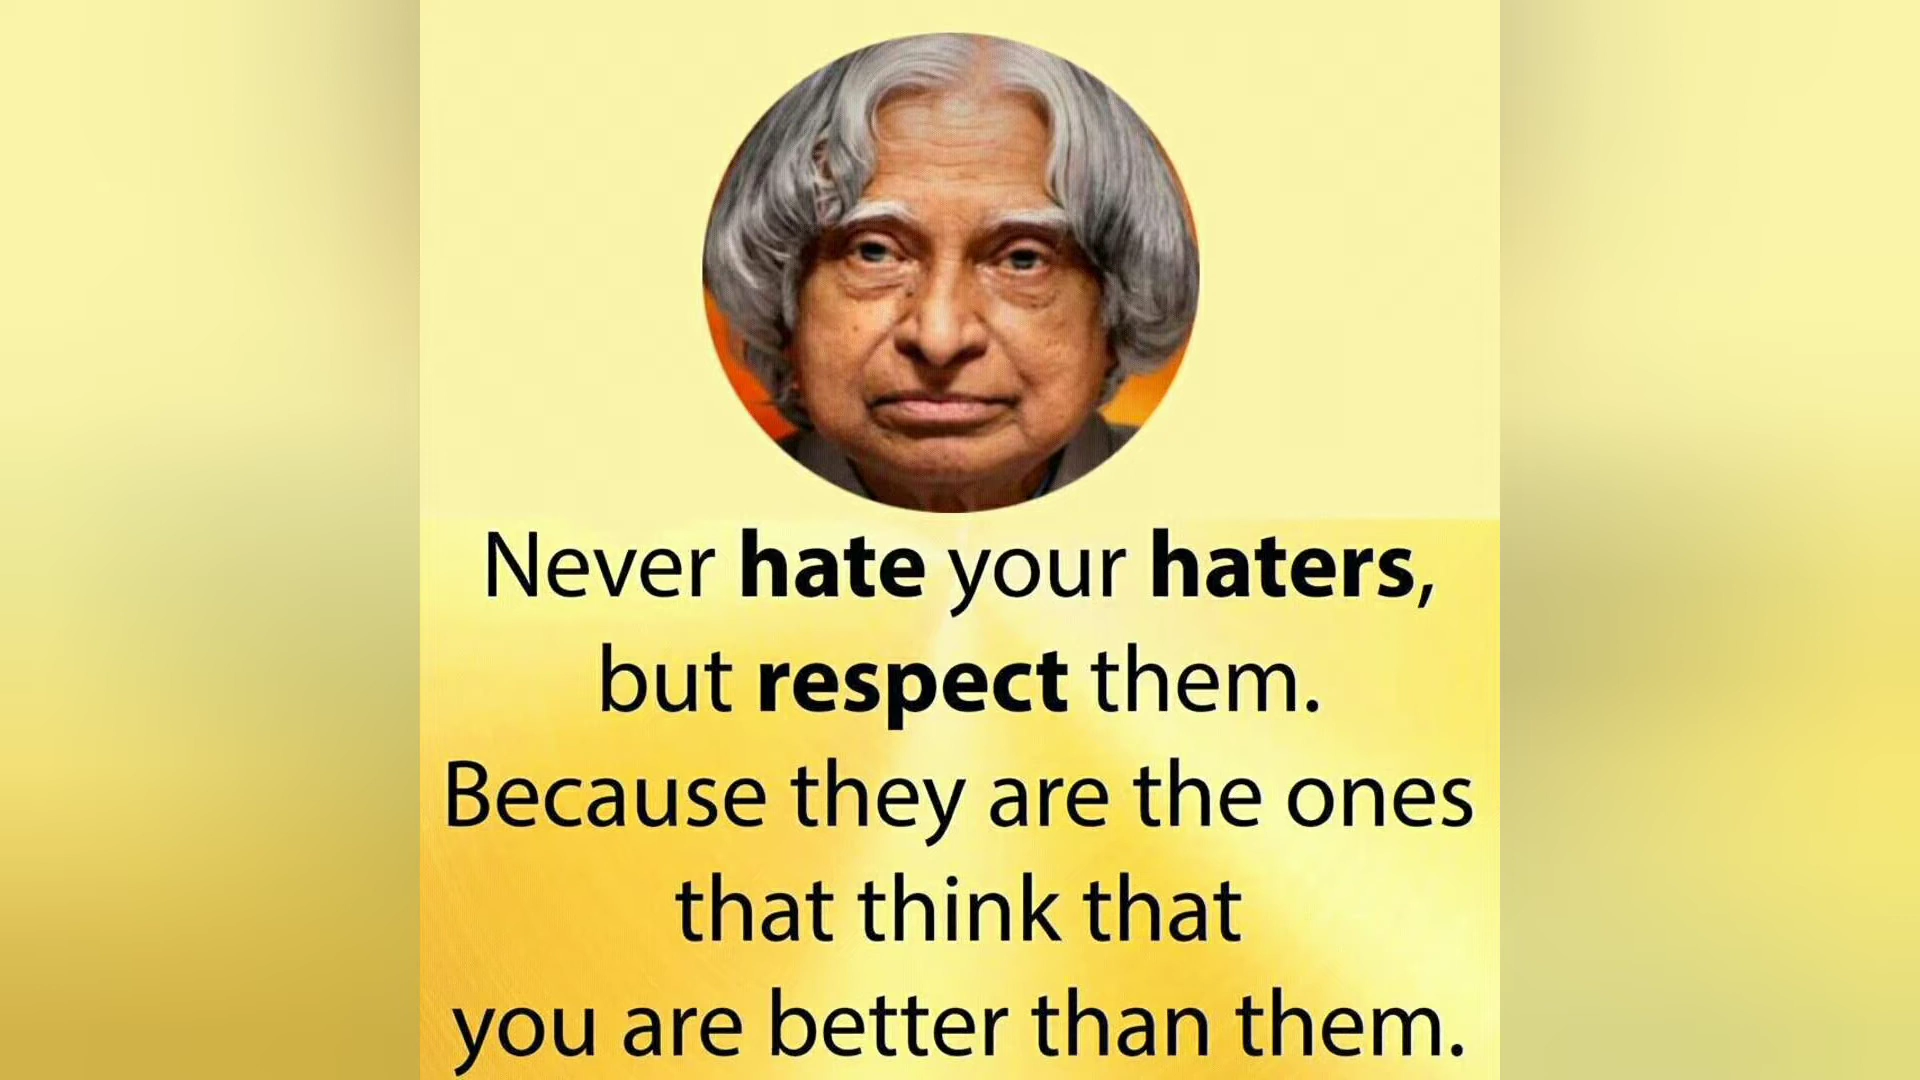 Never hate your haters,
but respect them.
Because they are the ones
that think that
you are better than them.